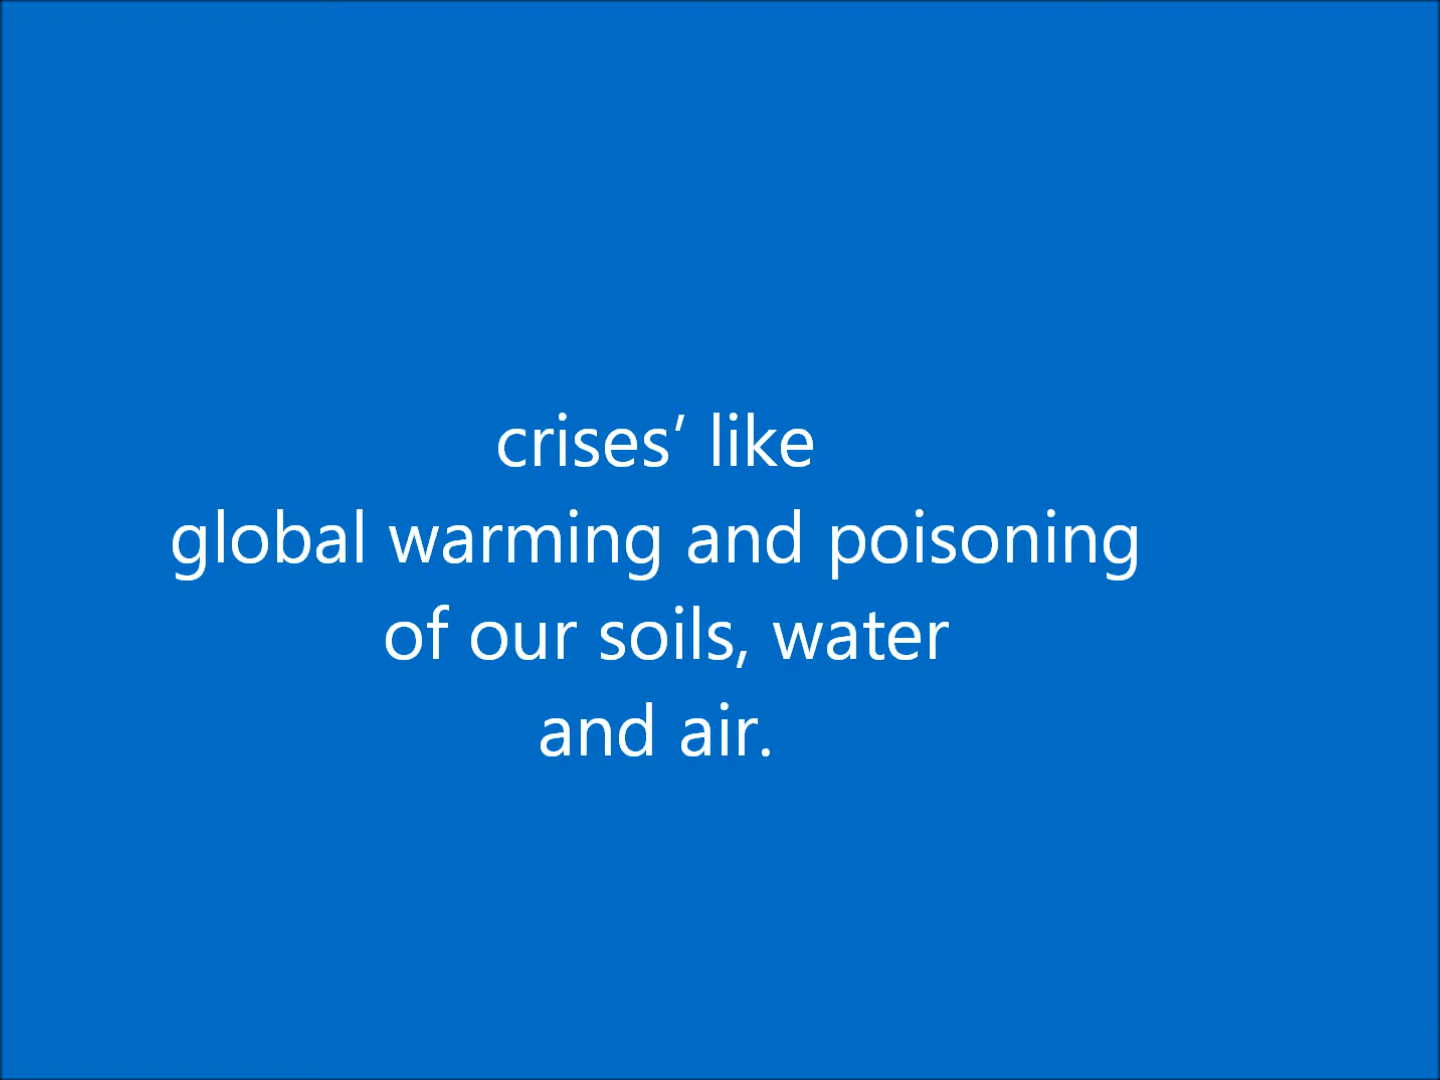 crises’ like
global warming and poisoning
of our soils, water
and air.